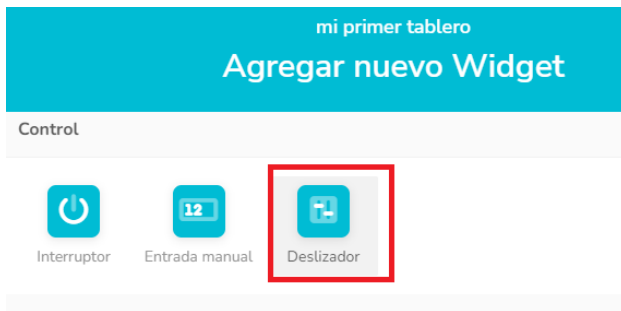 mi primer tablero
Agregar nuevo Widget
Control
12
Interruptor
Entrada manual
Deslizador